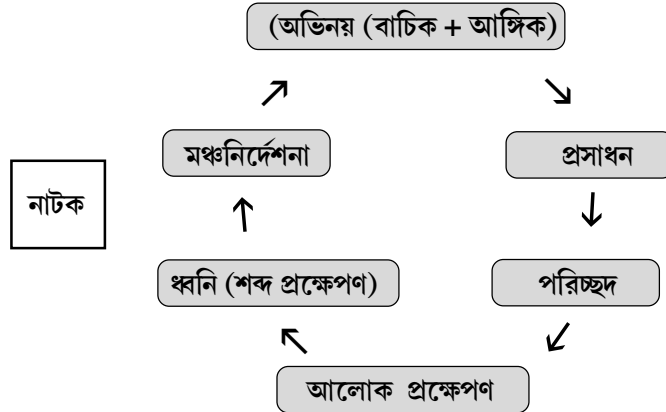 (অভিনয় (বাচিক + আঙ্গিক)
মঞ্চনির্দেশনা
প্রসাধন
নাটক
ধ্বনি (শব্দ প্রক্ষেপণ)
পরিচ্ছদ
আলোক প্রক্ষেপণ